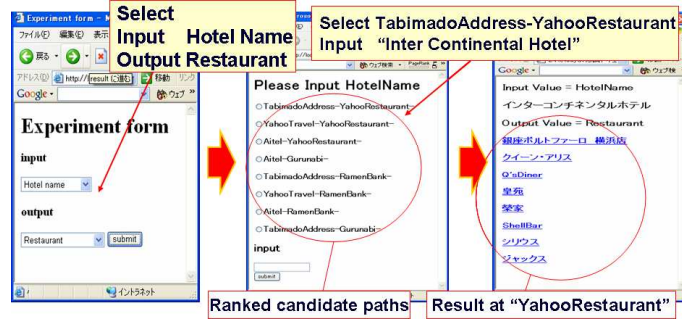 Select
Input Hotel Name
Output Restaurant
Select TabimadoAddress-YahooRestaurant
Input “Inter Continental Hotel”
Experiment form - M
ファイル(F) 編集(E) 表示
戻る
アドレス(D) http://
result に進む
移動 リンク
Google
ウェブ
Experiment form
input
Hotel name
output
Restaurant
submit
イントラネット
ウェブ検索
PageRank
Please Input HotelName
TabimadoAddress-YahooRestaurant-
YahooTravel-YahooRestaurant-
Aitel-YahooRestaurant-
Aitel-Gurunabi-
TabimadoAddress-RamenBank-
YahooTravel-RamenBank-
Aitel-RamenBank-
TabimadoAddress-Gurunabi-
input
submit
Google
ウェブ検
Input Value = HotelName
インターコンチネンタルホテル
Output Value = Restaurant
銀座ポルトファーロ 横浜店
クイーン・アリス
Q'sDiner
皇苑
榮家
ShellBar
シリウス
ジャックス
Ranked candidate paths
Result at “YahooRestaurant”